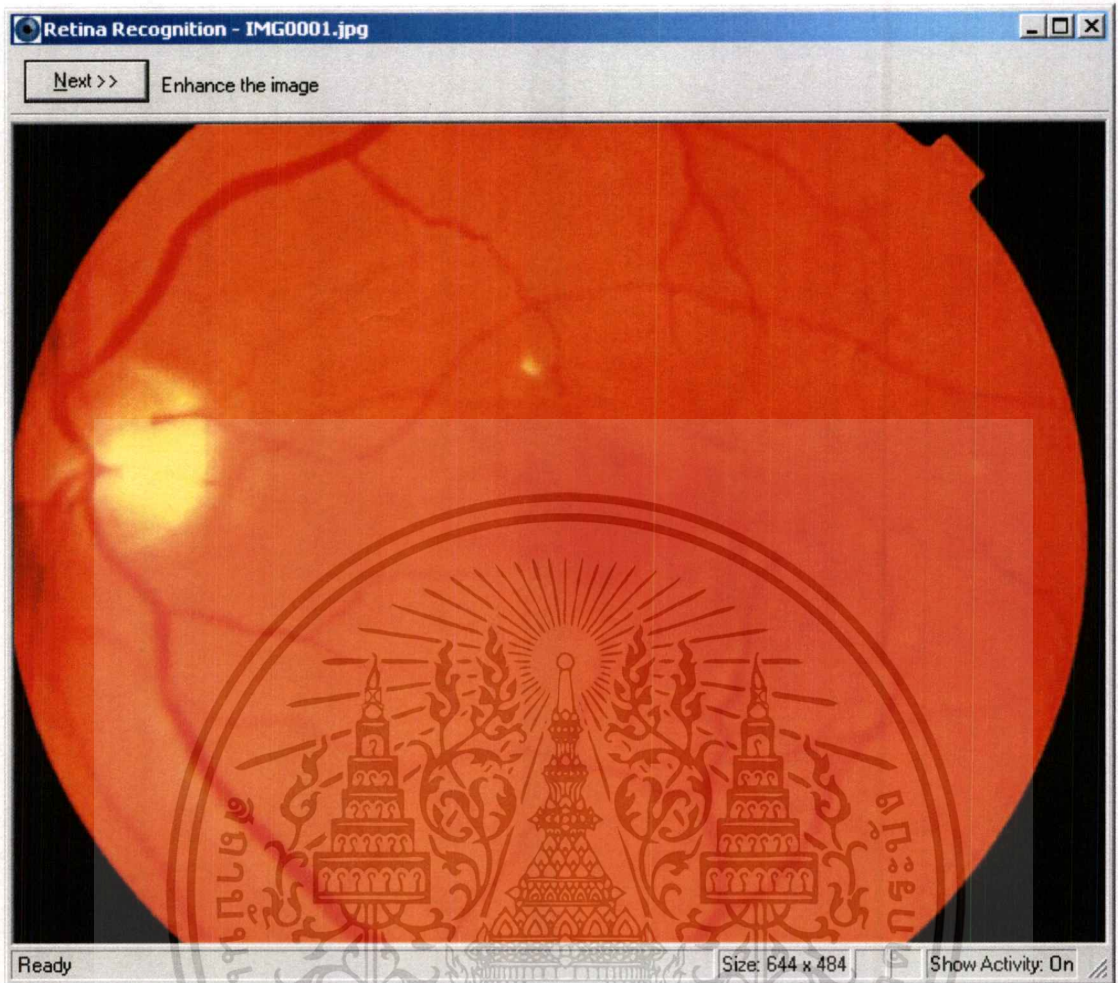 Retina Recognition - IMG0001.jpg
Next >> Enhance the image
Ready Size: 644 x 484 Show Activity: On